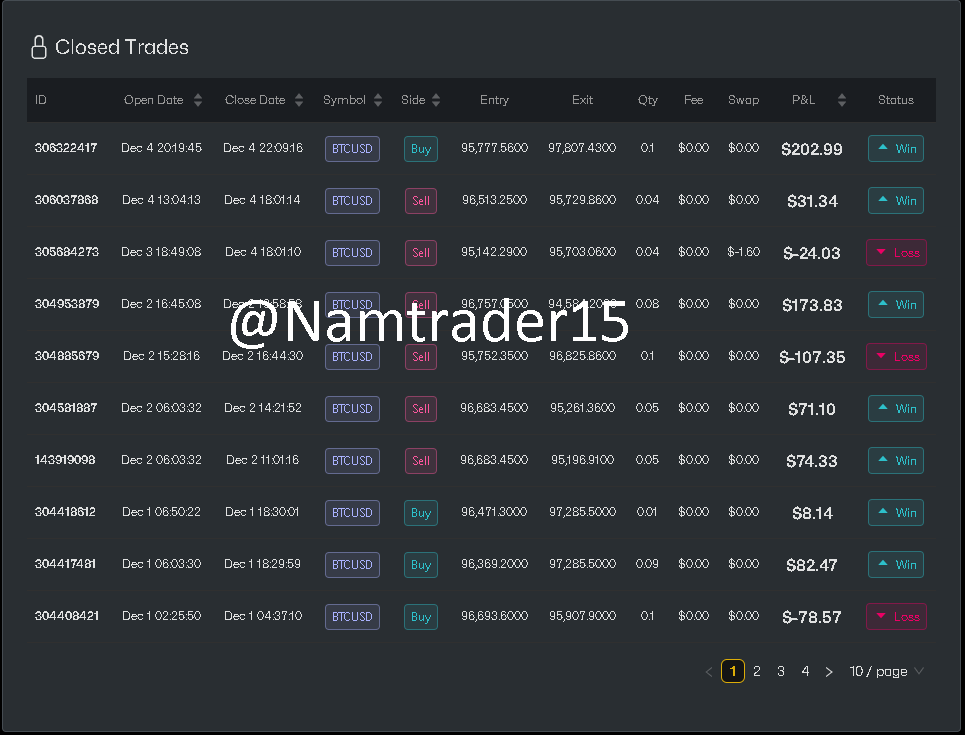 Closed Trades
ID Open Date Close Date Symbol Side Entry Exit Qty Fee Swap P&L Status
306322417 Dec 4 20:19:45 Dec 4 22:09:16 BTCUSD Buy 95,777.5600 97,807.4300 0.1 $0.00 $0.00 $202.99 Win
306037868 Dec 4 13:04:13 Dec 4 18:01:14 BTCUSD Sell 96,513.2500 95,729.8600 0.04 $0.00 $0.00 $31.34 Win
305684273 Dec 3 18:49:08 Dec 4 18:01:10 BTCUSD Sell 95,142.2900 95,703.0600 0.04 $0.00 $-1.60 $-24.03 Loss
304953879 Dec 2 16:45:08 Dec BTCUSD Sell 0.08 $0.00 $0.00 $173.83 Win
@Namtrader15
304885679 Dec 2 15:28:16 Dec 2 16:44:30 BTCUSD Sell 95,752.3500 96,825.8600 0.1 $0.00 $0.00 $-107.35 Loss
304581887 Dec 2 06:03:32 Dec 2 14:21:52 BTCUSD Sell 96,683.4500 95,261.3600 0.05 $0.00 $0.00 $71.10 Win
143919098 Dec 2 06:03:32 Dec 2 11:01:16 BTCUSD Sell 96,683.4500 95,196.9100 0.05 $0.00 $0.00 $74.33 Win
304418612 Dec 1 06:50:22 Dec 1 18:30:01 BTCUSD Buy 96,471.3000 97,285.5000 0.01 $0.00 $0.00 $8.14 Win
304417481 Dec 1 06:03:30 Dec 1 18:29:59 BTCUSD Buy 96,369.2000 97,285.5000 0.09 $0.00 $0.00 $82.47 Win
304408421 Dec 1 02:25:50 Dec 1 04:37:10 BTCUSD Buy 96,693.6000 95,907.9000 0.1 $0.00 $0.00 $-78.57 Loss
< 1 2 3 4 > 10 / page